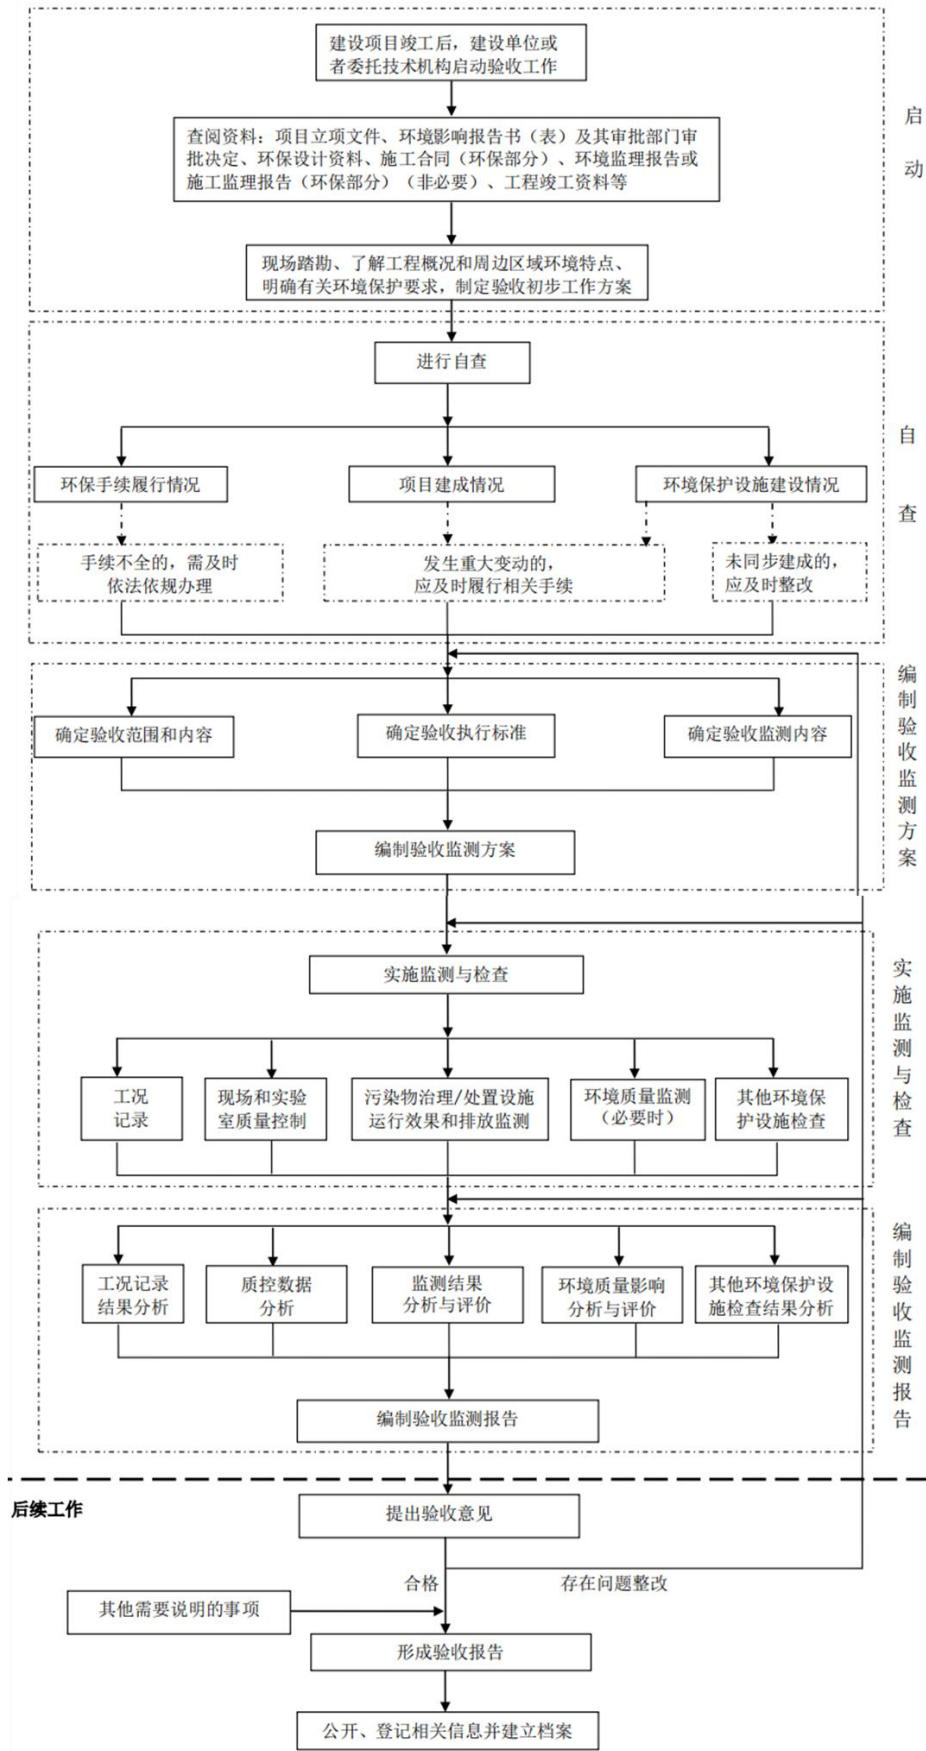 建设项目竣工后，建设单位或
者委托技术机构启动验收工作
启
动
查阅资料：项目立项文件、环境影响报告书（表）及其审批部门审
批决定、环保设计资料、施工合同（环保部分）、环境监理报告或
施工监理报告（环保部分）（非必要）、工程竣工资料等
现场踏勘、了解工程概况和周边区域环境特点、
明确有关环境保护要求，制定验收初步工作方案
进行自查
自
查
环保手续履行情况
项目建成情况
环境保护设施建设情况
手续不全的，需及时
依法依规办理
发生重大变动的，
应及时履行相关手续
未同步建成的，
应及时整改
编
制
验
收
监
测
方
案
确定验收范围和内容
确定验收执行标准
确定验收监测内容
编制验收监测方案
实
施
监
测
与
检
查
实施监测与检查
工况
记录
现场和实验
室质量控制
污染物治理/处置设施
运行效果和排放监测
环境质量监测
（必要时）
其他环境保
护设施检查
编
制
验
收
监
测
报
告
工况记录
结果分析
质控数据
分析
监测结果
分析与评价
环境质量影响
分析与评价
其他环境保护设
施检查结果分析
编制验收监测报告
后续工作
提出验收意见
合格
存在问题整改
其他需要说明的事项
形成验收报告
公开、登记相关信息并建立档案